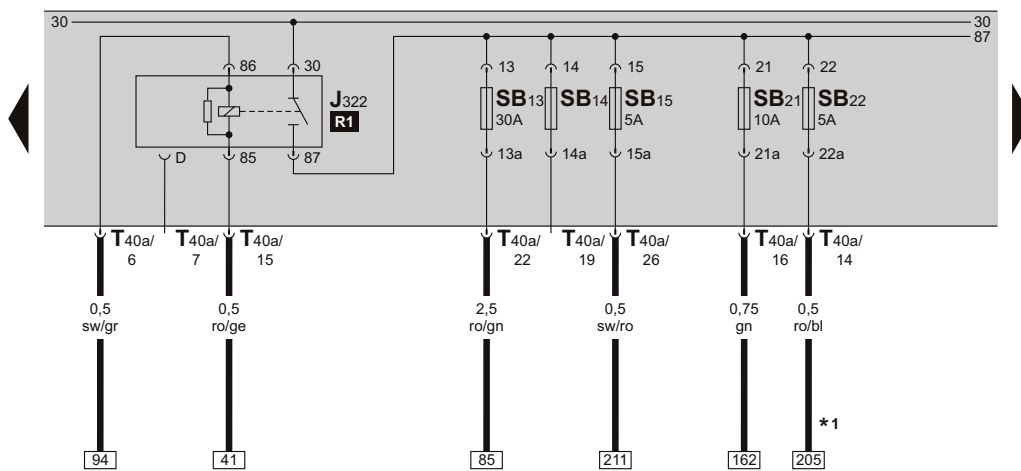 30 30
87
86 30
J322
R1
D 85 87
13 14 15 21 22
SB13 SB14 SB15 SB21 SB22
30A 5A 10A 5A
13a 14a 15a 21a 22a
T40a/ T40a/ T40a/ T40a/ T40a/ T40a/ T40a/ T40a/
6 7 15 22 19 26 16 14
0,5 0,5 2,5 0,5 0,75 0,5
sw/gr ro/ge ro/gn sw/ro gn ro/bl
*1
94 41 85 211 162 205